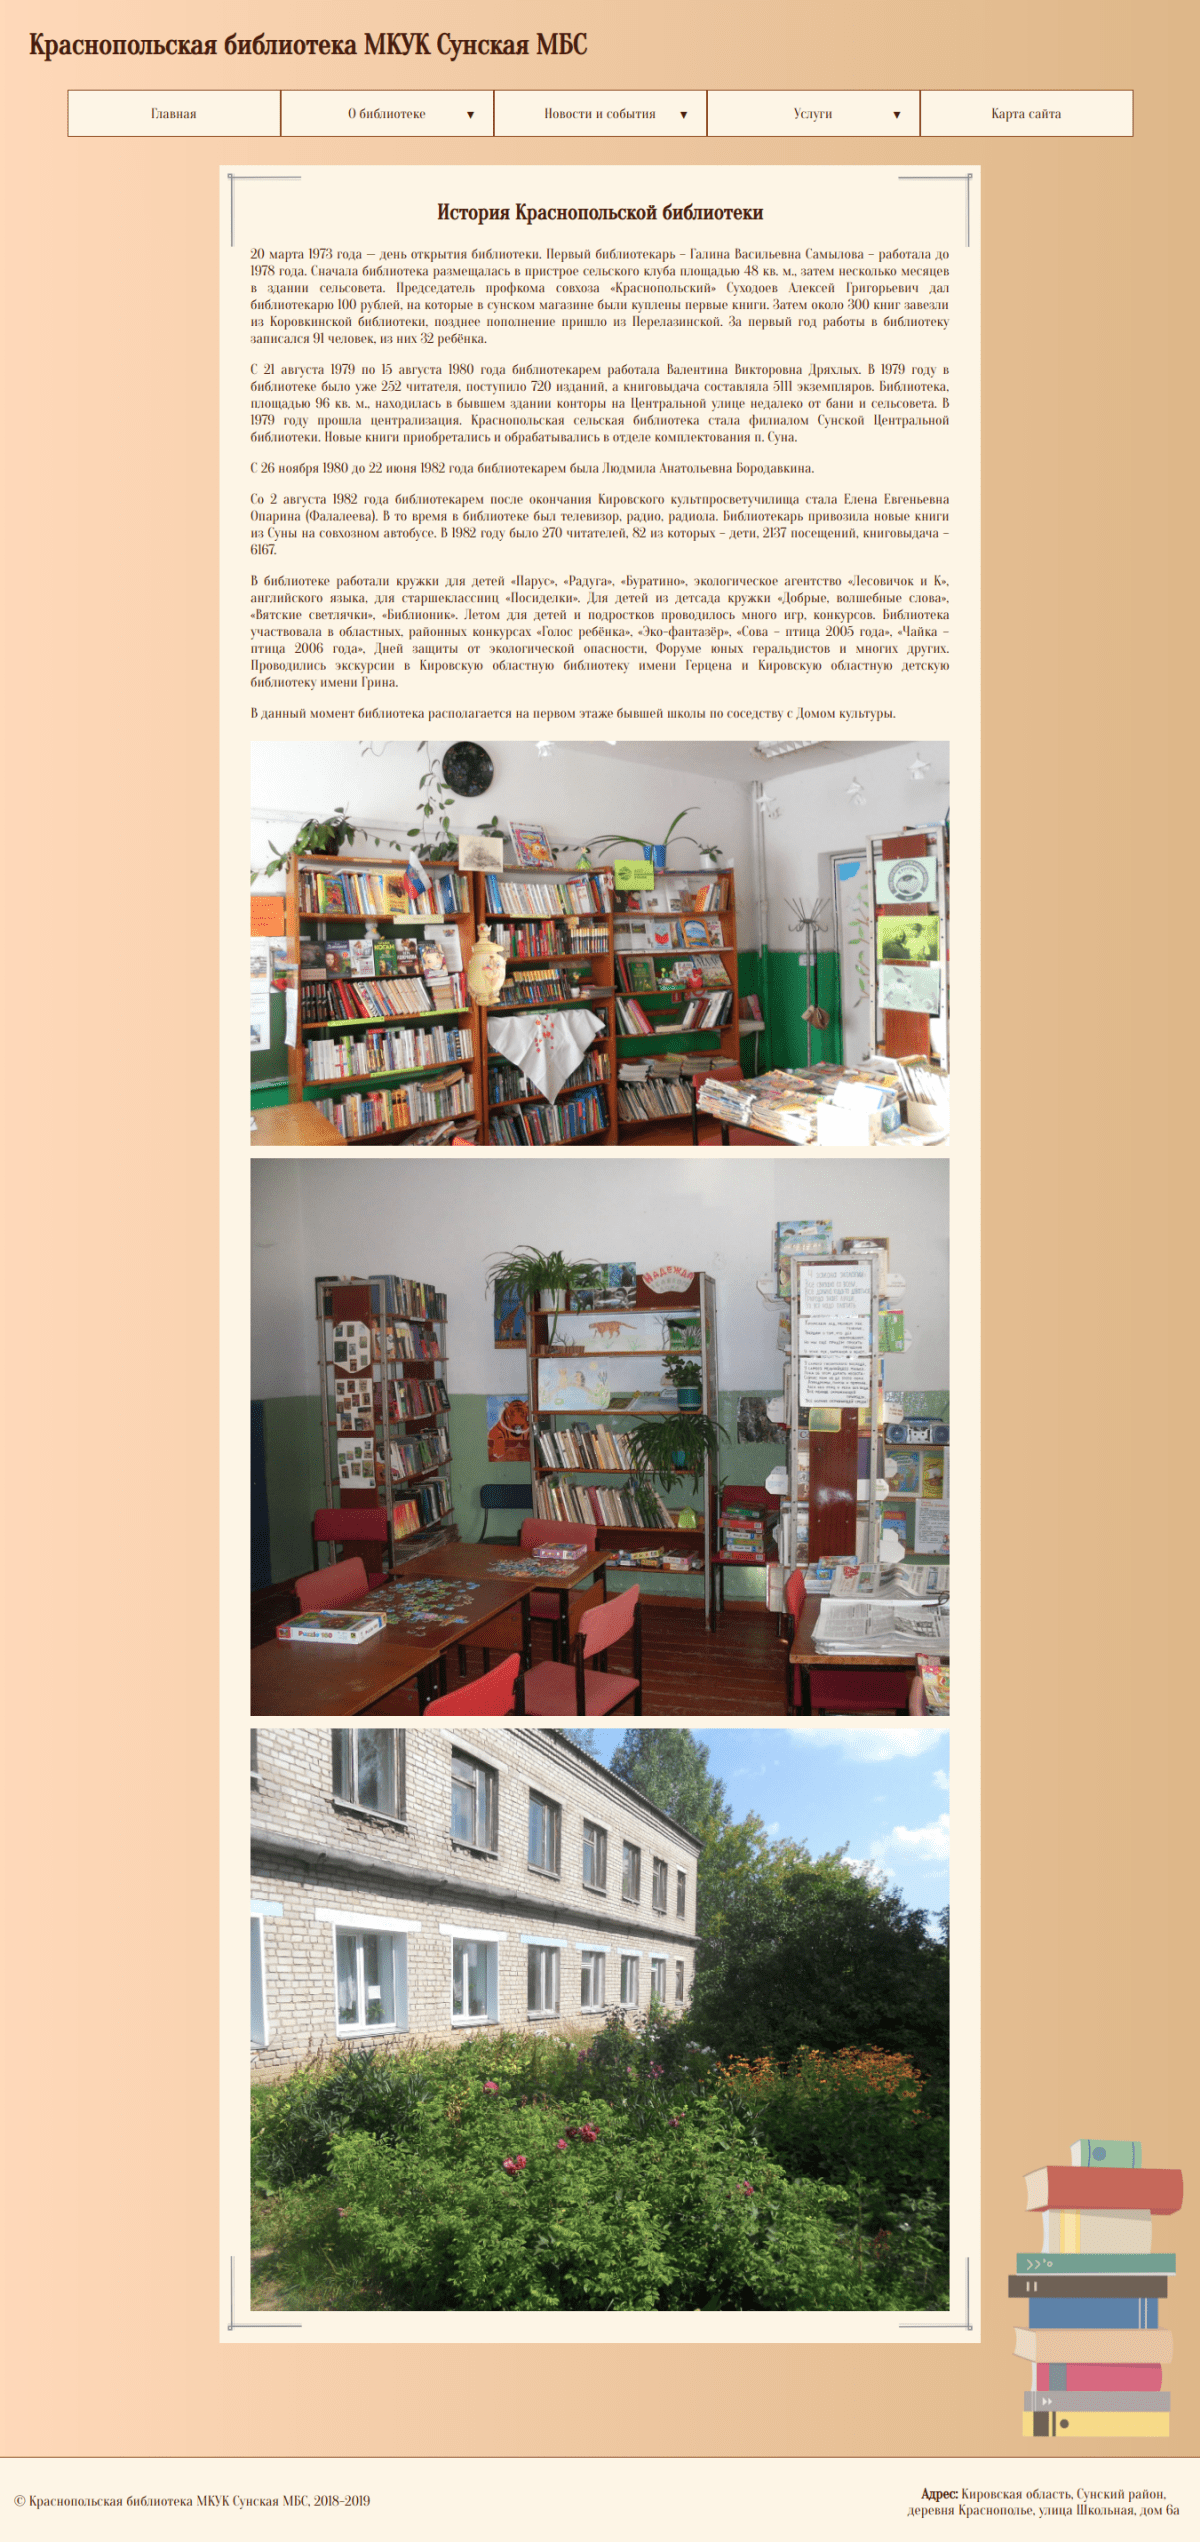 Краснопольская библиотека МКУК Сунская МБС
Главная
О библиотеке ▼
Новости и события ▼
Услуги ▼
Карта сайта
История Краснопольской библиотеки
20 марта 1973 года — день открытия библиотеки. Первый библиотекарь – Галина Васильевна Самылова – работала до
1978 года. Сначала библиотека размещалась в пристрое сельского клуба площадью 48 кв. м., затем несколько месяцев
в здании сельсовета. Председатель профкома совхоза «Краснопольский» Суходоев Алексей Григорьевич дал
библиотекарю 100 рублей, на которые в сунском магазине были куплены первые книги. Затем около 300 книг завезли
из Коровкинской библиотеки, позднее пополнение пришло из Перелазинской. За первый год работы в библиотеку
записался 91 человек, из них 32 ребёнка.
С 21 августа 1979 по 15 августа 1980 года библиотекарем работала Валентина Викторовна Дряхлых. В 1979 году в
библиотеке было уже 252 читателя, поступило 720 изданий, а книговыдача составляла 5111 экземпляров. Библиотека,
площадью 96 кв. м., находилась в бывшем здании конторы на Центральной улице недалеко от бани и сельсовета. В
1979 году прошла централизация. Краснопольская сельская библиотека стала филиалом Сунской Центральной
библиотеки. Новые книги приобретались и обрабатывались в отделе комплектования п. Суна.
С 26 ноября 1980 до 22 июня 1982 года библиотекарем была Людмила Анатольевна Бородавкина.
Со 2 августа 1982 года библиотекарем после окончания Кировского культпросветучилища стала Елена Евгеньевна
Опарина (Фалалеева). В то время в библиотеке был телевизор, радио, радиола. Библиотекарь привозила новые книги
из Суны на совхозном автобусе. В 1982 году было 270 читателей, 82 из которых – дети, 2137 посещений, книговыдача –
6167.
В библиотеке работали кружки для детей «Парус», «Радуга», «Буратино», экологическое агентство «Лесовичок и К»,
английского языка, для старшеклассниц «Посиделки». Для детей из детсада кружки «Добрые, волшебные слова»,
«Вятские светлячки», «Библионик». Летом для детей и подростков проводилось много игр, конкурсов. Библиотека
участвовала в областных, районных конкурсах «Голос ребёнка», «Эко-фантазёр», «Сова – птица 2005 года», «Чайка –
птица 2006 года», Дней защиты от экологической опасности, Форуме юных геральдистов и многих других.
Проводились экскурсии в Кировскую областную библиотеку имени Герцена и Кировскую областную детскую
библиотеку имени Грина.
В данный момент библиотека располагается на первом этаже бывшей школы по соседству с Домом культуры.
НАДЕЖДА
Puzzle
© Краснопольская библиотека МКУК Сунская МБС, 2018-2019
Адрес: Кировская область, Сунский район,
деревня Краснополье, улица Школьная, дом 6а